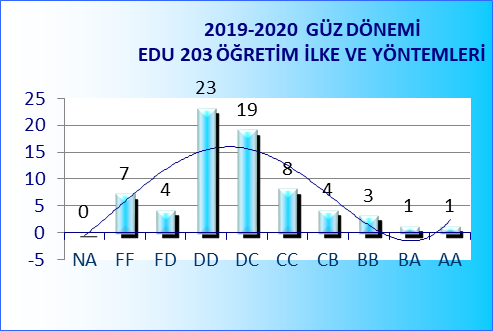 2019-2020 GÜZ DÖNEMİ
EDU 203 ÖĞRETİM İLKE VE YÖNTEMLERİ
25
20
15
10
5
0
-5
0 7 4 23 19 8 4 3 1 1
NA FF FD DD DC CC CB BB BA AA